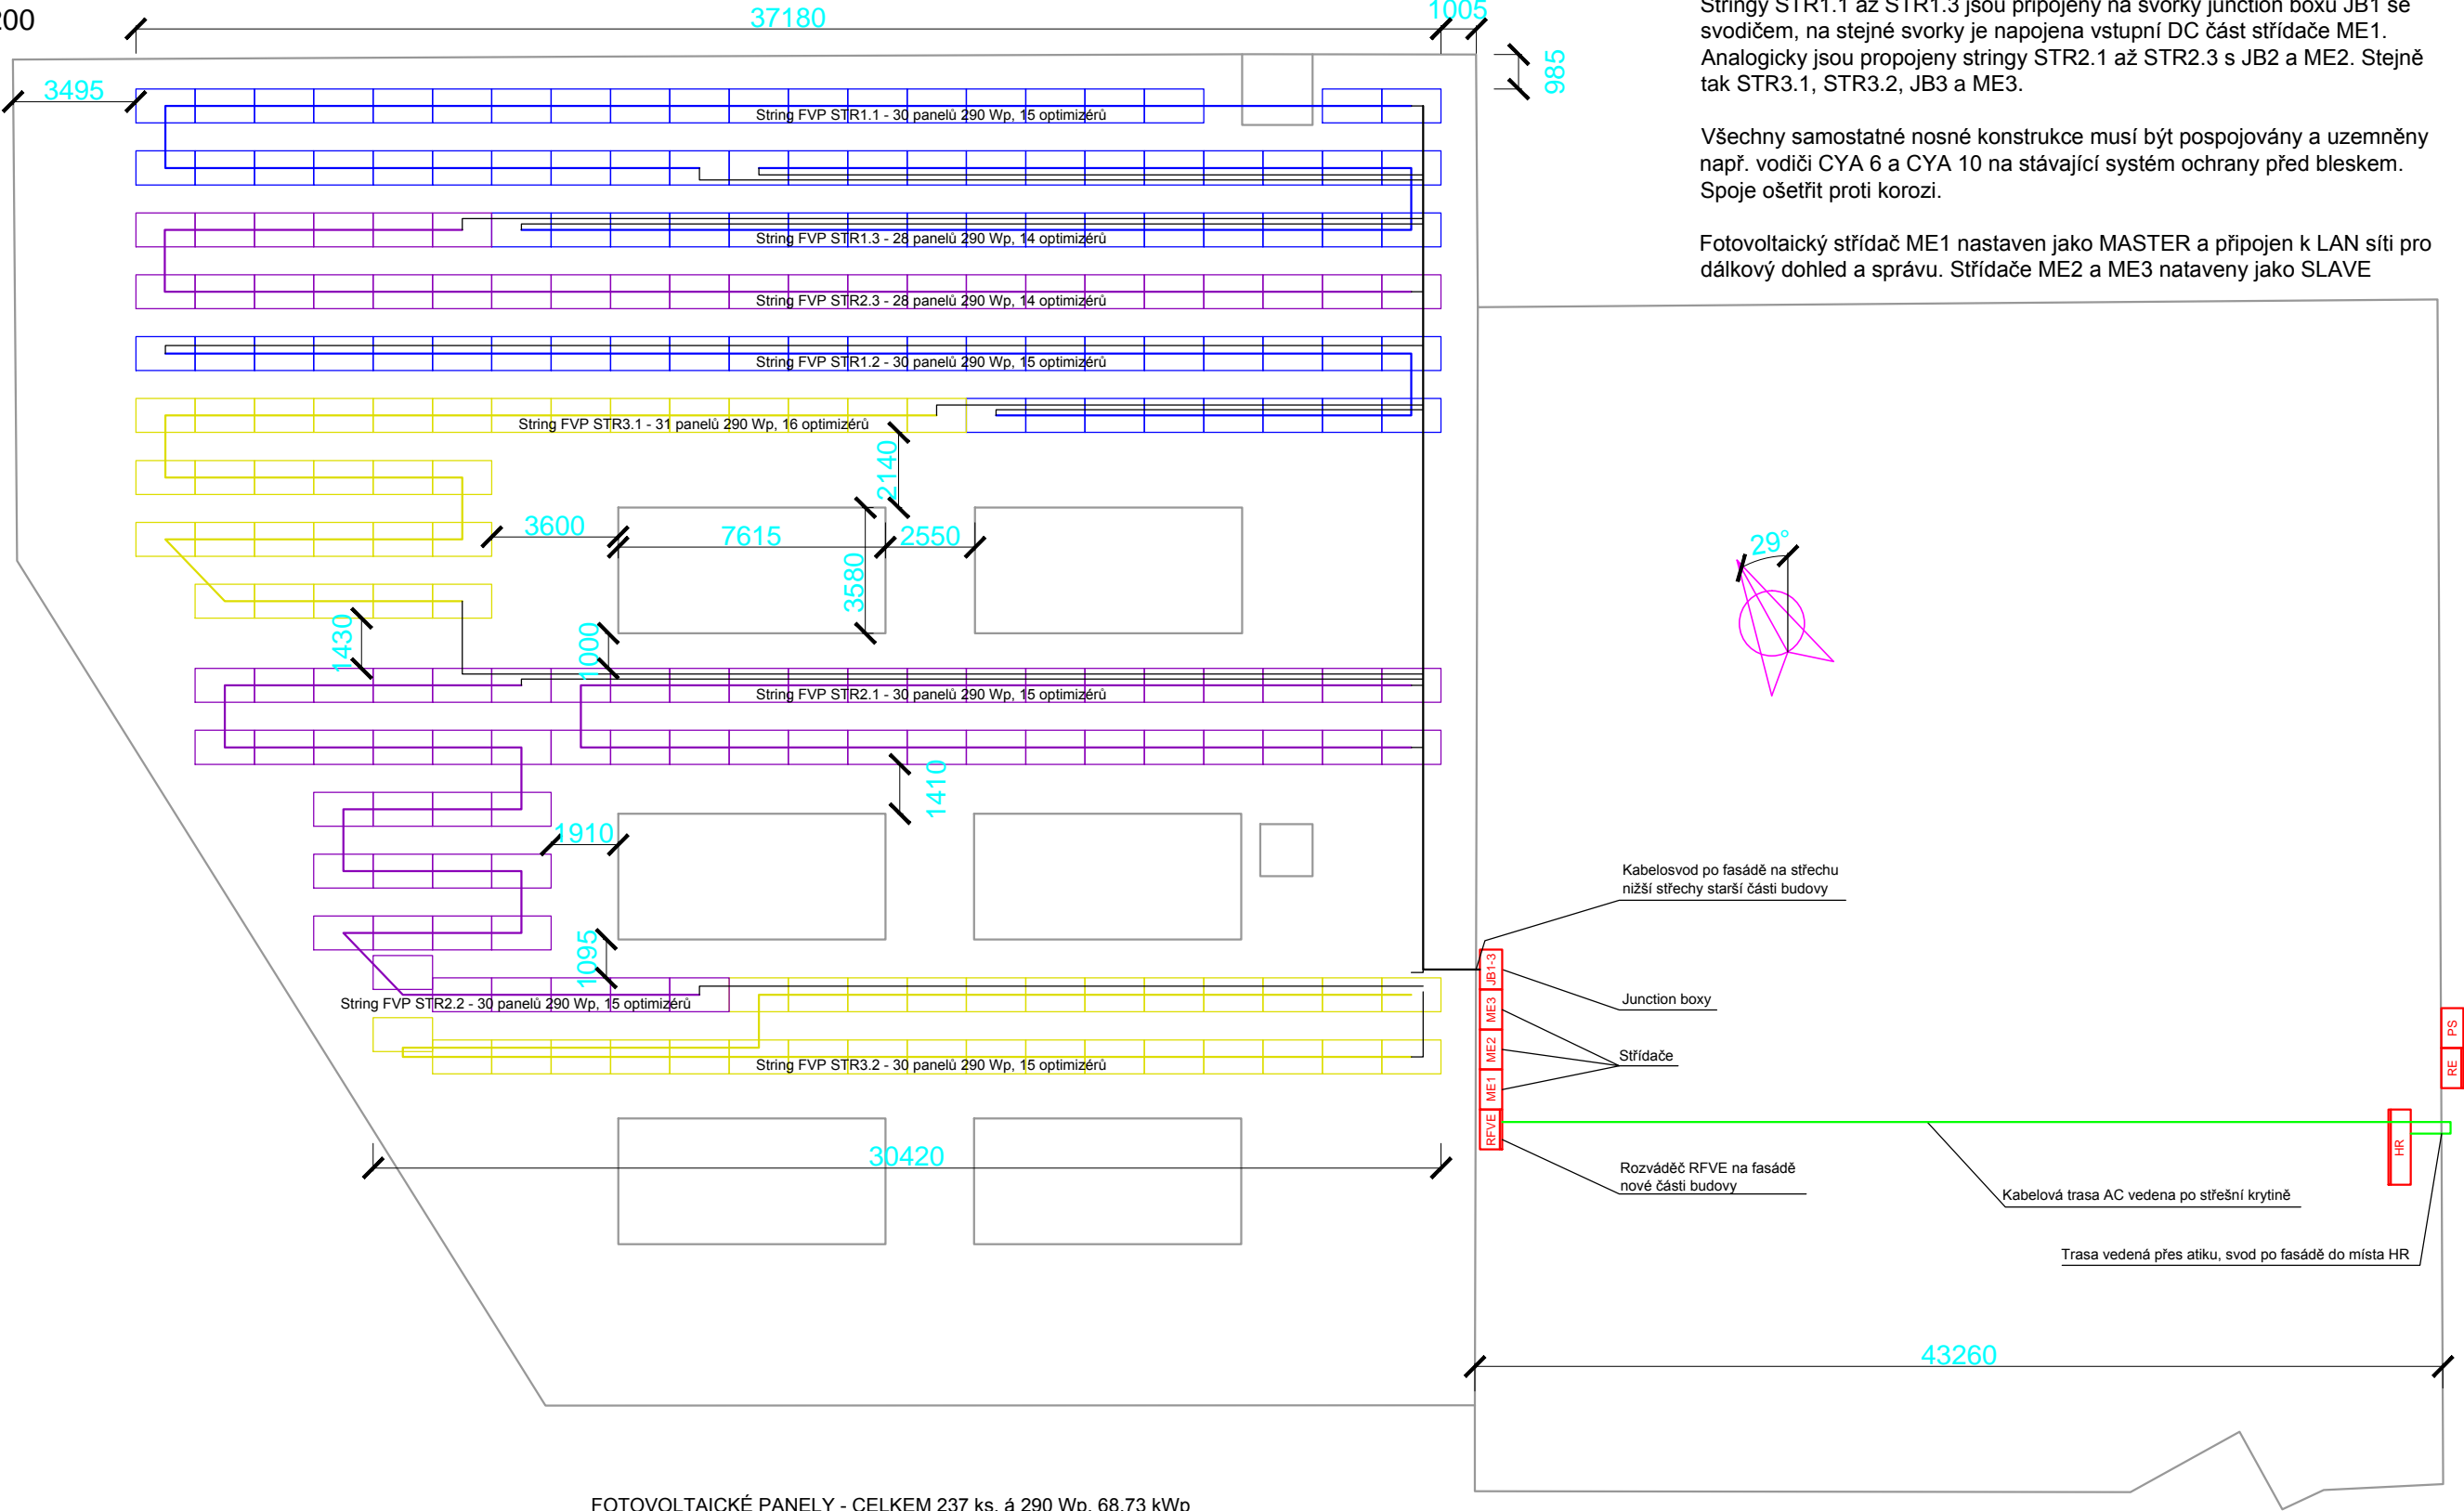 37180
1005
3495
985
Stringy STR1.1 až STR1.3 jsou připojeny na svorky junction boxu JB1 se
svodičem, na stejné svorky je napojena vstupní DC část střídače ME1.
Analogicky jsou propojeny stringy STR2.1 až STR2.3 s JB2 a ME2. Stejně
tak STR3.1, STR3.2, JB3 a ME3.
Všechny samostatné nosné konstrukce musí být pospojovány a uzemněny
např. vodiči CYA 6 a CYA 10 na stávající systém ochrany před bleskem.
Spoje ošetřit proti korozi.
Fotovoltaický střídač ME1 nastaven jako MASTER a připojen k LAN síti pro
dálkový dohled a správu. Střídače ME2 a ME3 nataveny jako SLAVE
String FVP STR1.1 - 30 panelů 290 Wp, 15 optimizérů
String FVP STR1.3 - 28 panelů 290 Wp, 14 optimizérů
String FVP STR2.3 - 28 panelů 290 Wp, 14 optimizérů
String FVP STR1.2 - 30 panelů 290 Wp, 15 optimizérů
String FVP STR3.1 - 31 panelů 290 Wp, 16 optimizérů
2140
3600
7615
2550
3580
29°
1430
1000
String FVP STR2.1 - 30 panelů 290 Wp, 15 optimizérů
1410
1910
1095
Kabelosvod po fasádě na střechu
nižší střechy starší části budovy
String FVP STR2.2 - 30 panelů 290 Wp, 15 optimizérů
JB1-3
Junction boxy
ME3
ME2
Střídače
ME1
RFVE
String FVP STR3.2 - 30 panelů 290 Wp, 15 optimizérů
PS
RE
HR
30420
Rozváděč RFVE na fasádě
nové části budovy
Kabelová trasa AC vedena po střešní krytině
Trasa vedená přes atiku, svod po fasádě do místa HR
43260
FOTOVOLTAICKÉ PANELY - CELKEM 237 ks. á 290 Wp, 68,73 kWp